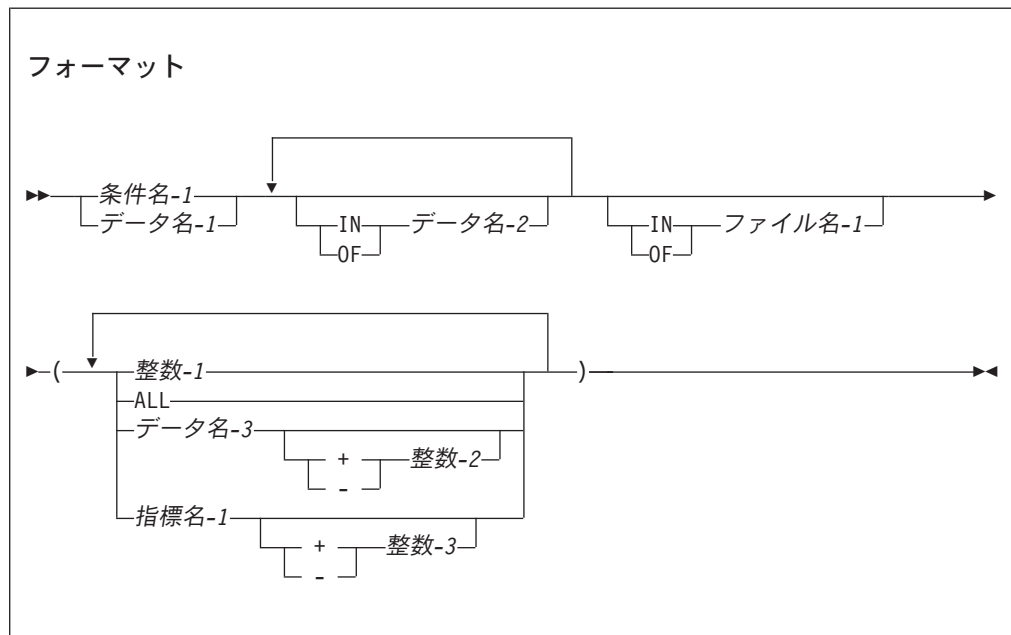 フォーマット
条件名-1
データ名-1
IN データ名-2
OF
IN ファイル名-1
OF
( 整数-1 )
ALL
データ名-3
+ 整数-2
-
指標名-1
+ 整数-3
-